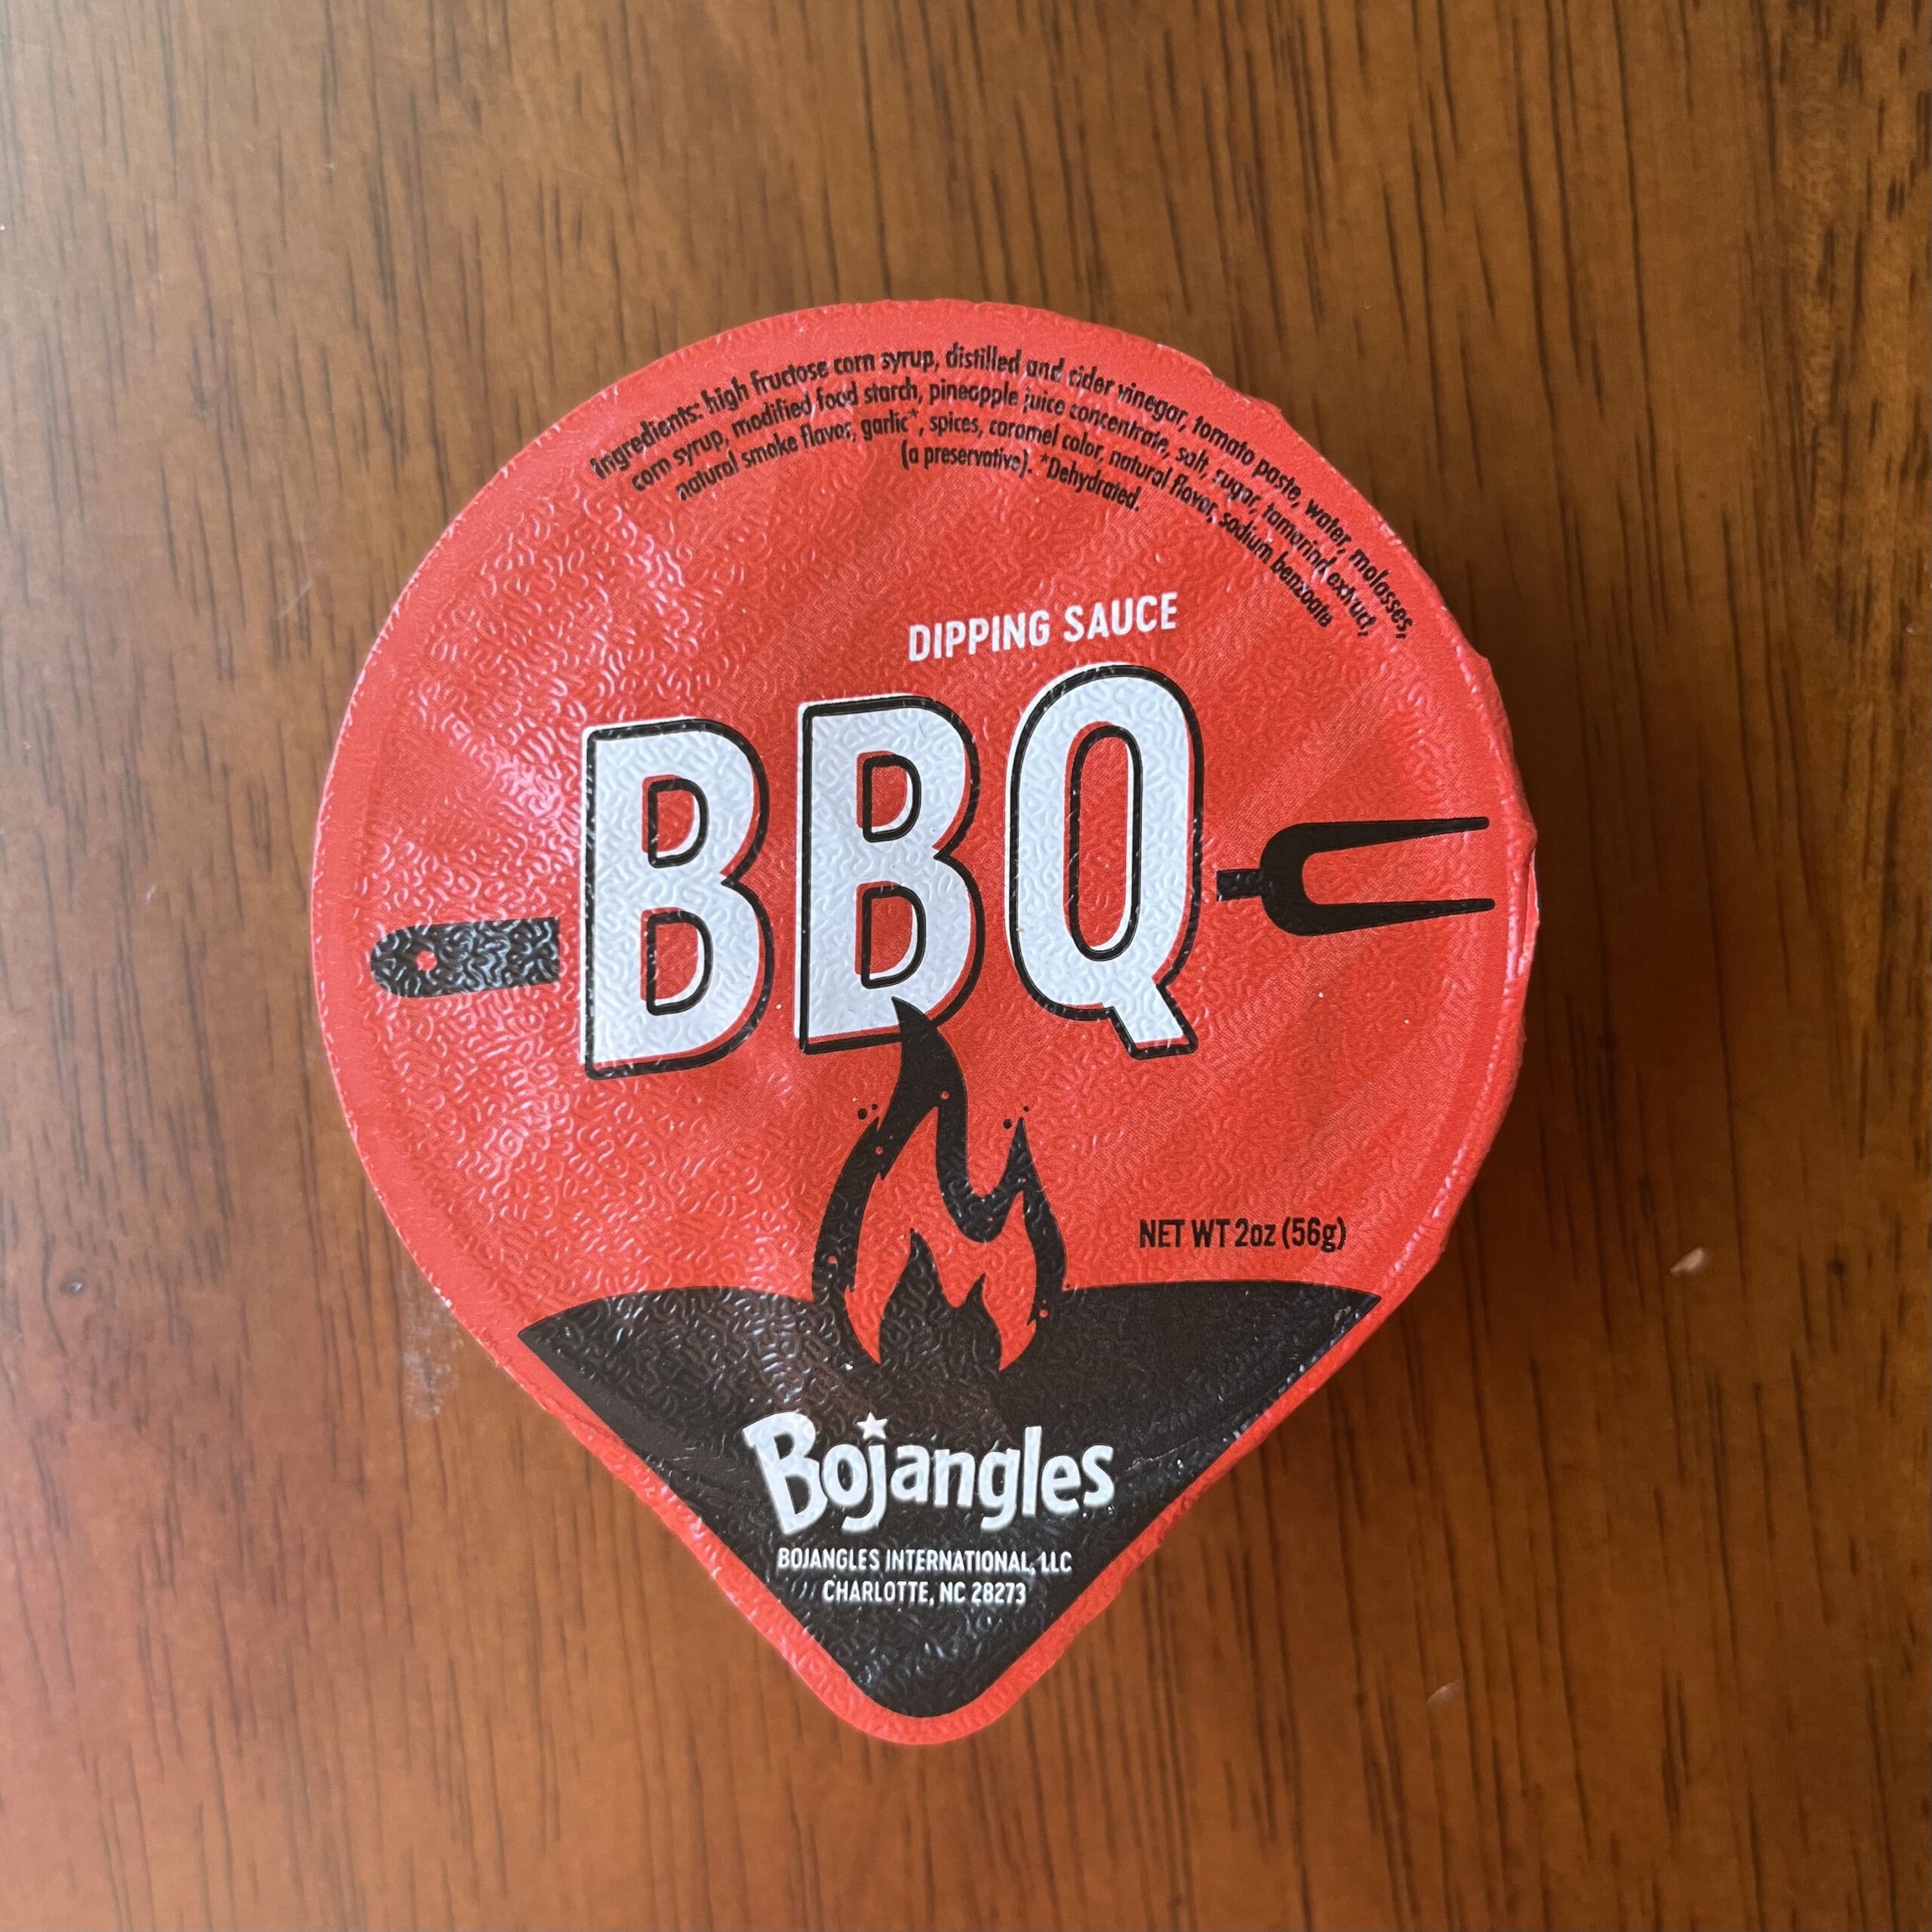 Ingredients: high fructose corn syrup, distilled and cider vinegar, tomato paste, water, molasses,
corn syrup, modified food starch, pineapple juice concentrate, salt, sugar, tamarind extract,
natural smoke flavor, garlic*, spices, caramel color, natural flavor, sodium benzoate
(a preservative). *Dehydrated.
DIPPING SAUCE
BBQ
NET WT 2oz (56g)
Bojangles
BOJANGLES INTERNATIONAL, LLC
CHARLOTTE, NC 28273